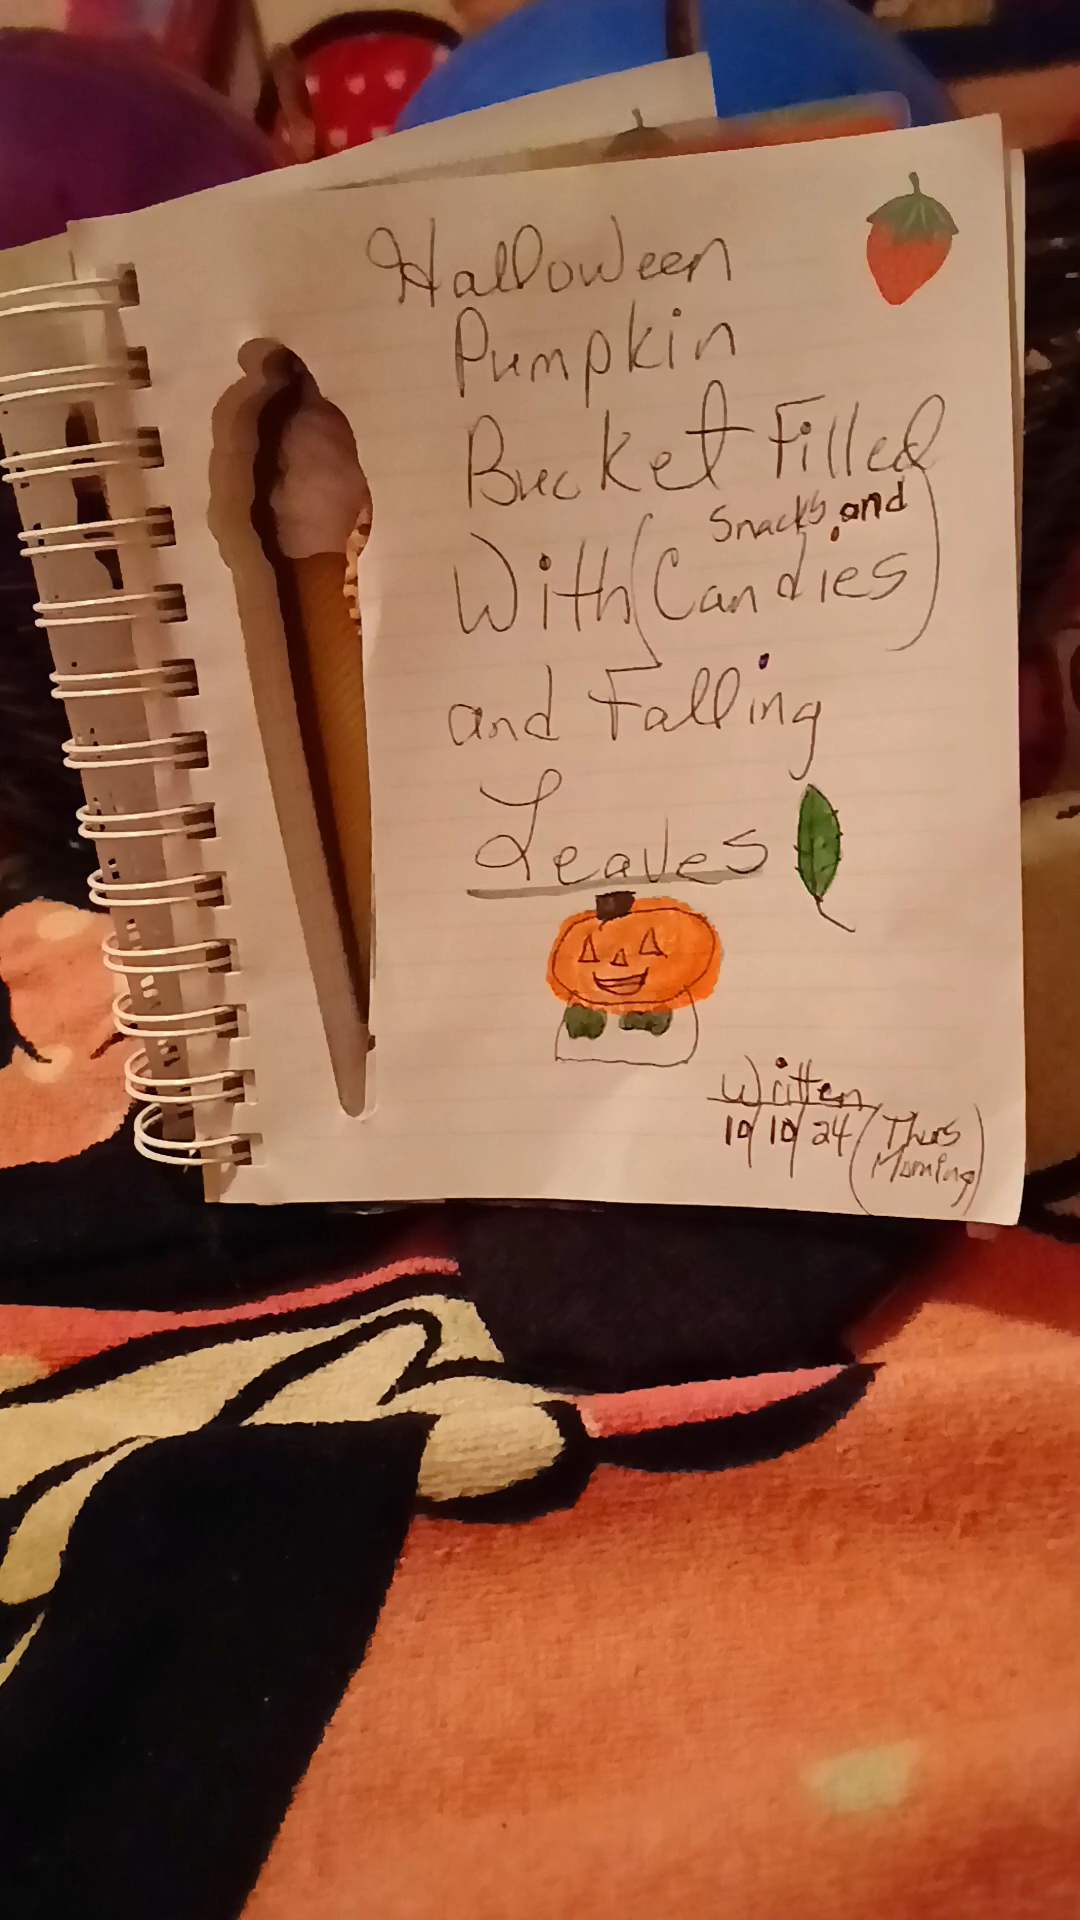 Halloween
Pumpkin
Bucket Filled
Snacks and
With (Candies)
and Falling
Leaves
Written
10/10/24 (Thurs
Morning)